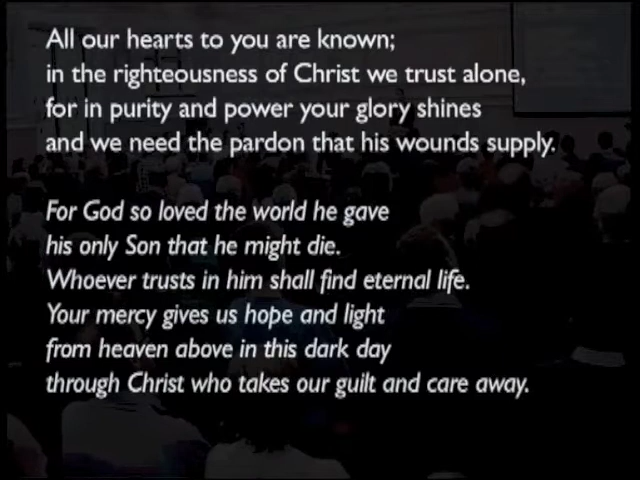 All our hearts to you are known;
in the righteousness of Christ we trust alone,
for in purity and power your glory shines
and we need the pardon that his wounds supply.
For God so loved the world he gave
his only Son that he might die.
Whoever trusts in him shall find eternal life.
Your mercy gives us hope and light
from heaven above in this dark day
through Christ who takes our guilt and care away.